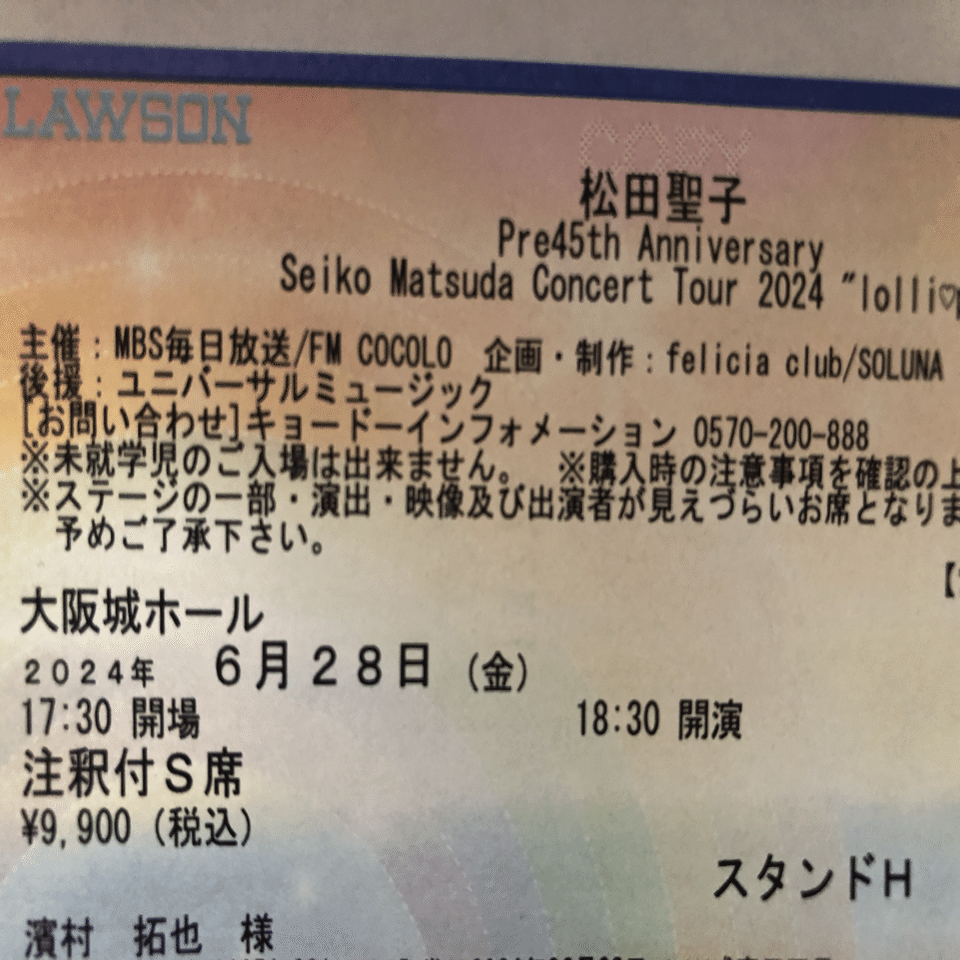 LAWSON
COPY
松田聖子
Pre45th Anniversary
Seiko Matsuda Concert Tour 2024 "lolli♡
主催：MBS毎日放送/FM COCOLO 企画・制作：felicia club/SOLUNA
後援：ユニバーサルミュージック
[お問い合わせ]キョードーインフォメーション 0570-200-888
※未就学児のご入場は出来ません。 ※購入時の注意事項を確認の上
※ステージの一部・演出・映像及び出演者が見えづらいお席となりま
予めご了承下さい。
大阪城ホール
2024年 6月28日 (金)
17:30 開場 18:30 開演
注釈付S席
¥9,900 (税込)
スタンドH
濱村 拓也 様